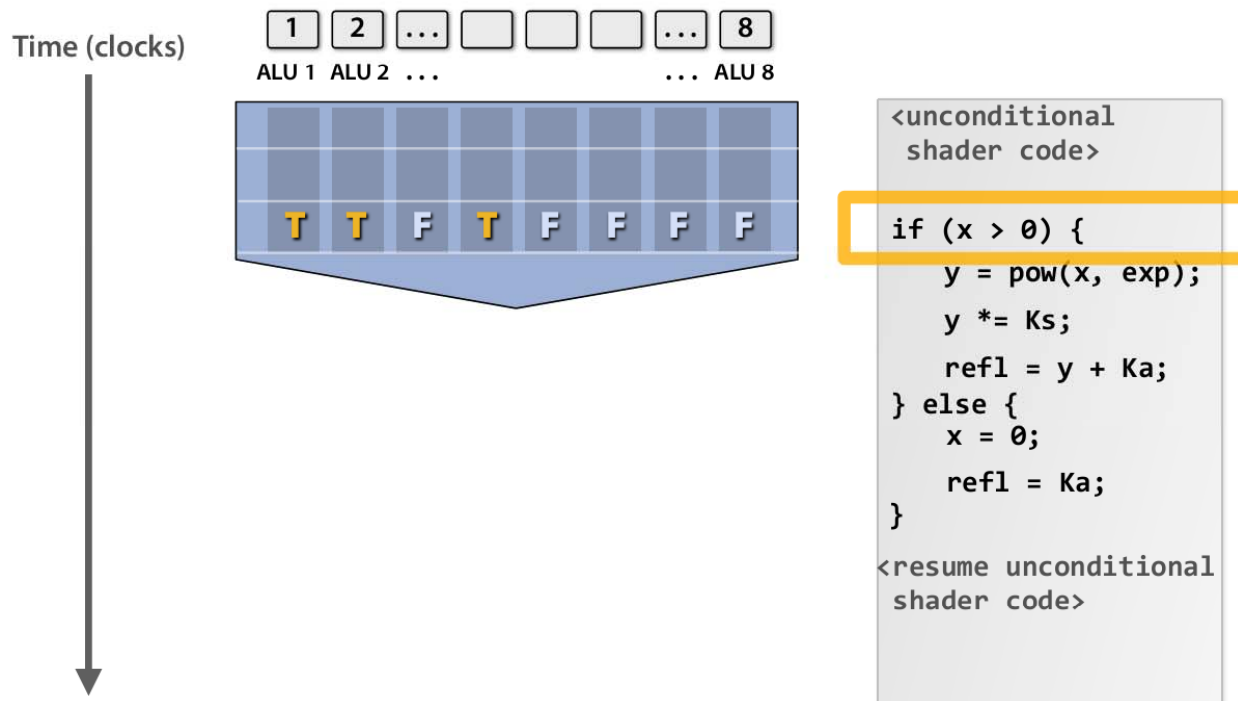 1 2 ... ... 8
Time (clocks)
ALU 1 ALU 2 ... ... ALU 8
T T F T F F F F
<unconditional
shader code>
if (x > 0) {
y = pow(x, exp);
y *= Ks;
refl = y + Ka;
} else {
x = 0;
refl = Ka;
}
<resume unconditional
shader code>